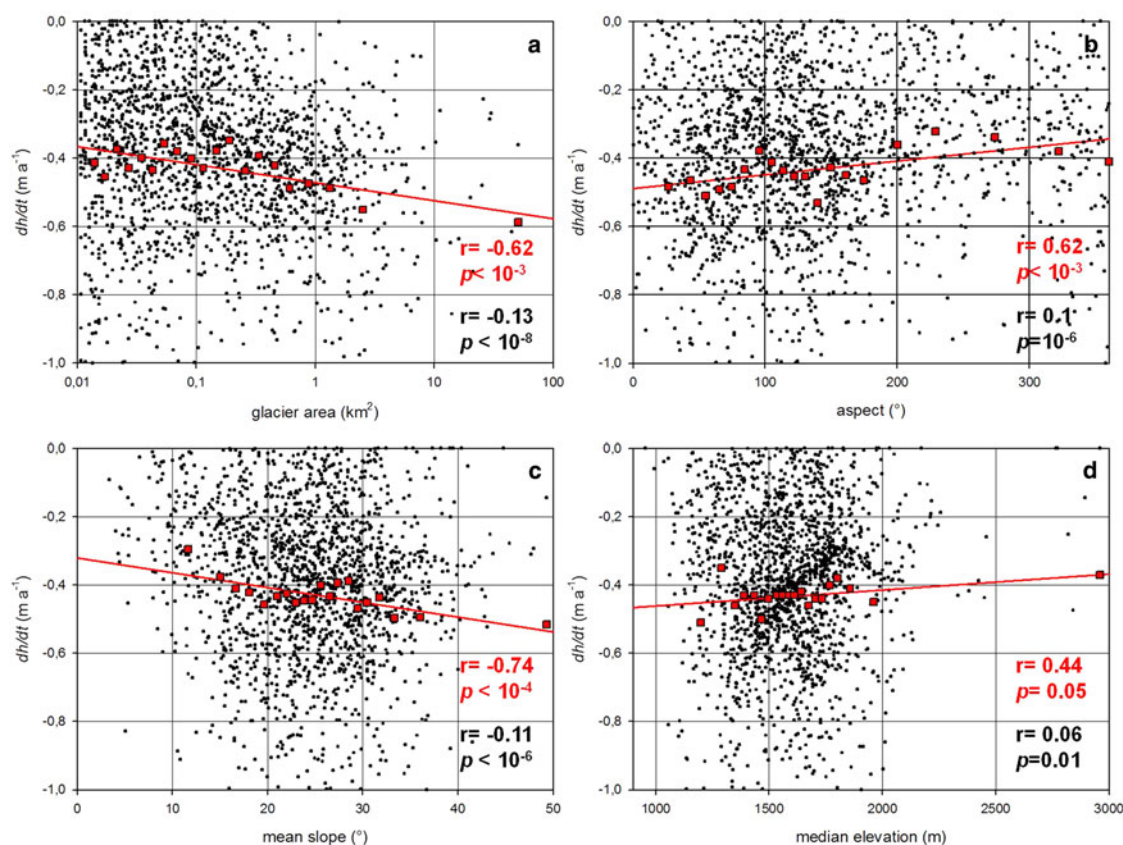 a
0,0
-0,2
-0,4
-0,6
-0,8
-1,0
dh/dt (m a⁻¹)
r= -0.62
p< 10⁻³
r= -0.13
p < 10⁻⁸
0,01 0,1 1 10 100
glacier area (km²)
b
0,0
-0,2
-0,4
-0,6
-0,8
-1,0
dh/dt (m a⁻¹)
r= 0.62
p< 10⁻³
r= 0.1
p=10⁻⁶
0 100 200 300
aspect (°)
c
0,0
-0,2
-0,4
-0,6
-0,8
-1,0
dh/dt (m a⁻¹)
r= -0.74
p < 10⁻⁴
r= -0.11
p < 10⁻⁶
0 10 20 30 40 50
mean slope (°)
d
0,0
-0,2
-0,4
-0,6
-0,8
-1,0
dh/dt (m a⁻¹)
r= 0.44
p= 0.05
r= 0.06
p=0.01
1000 1500 2000 2500 3000
median elevation (m)